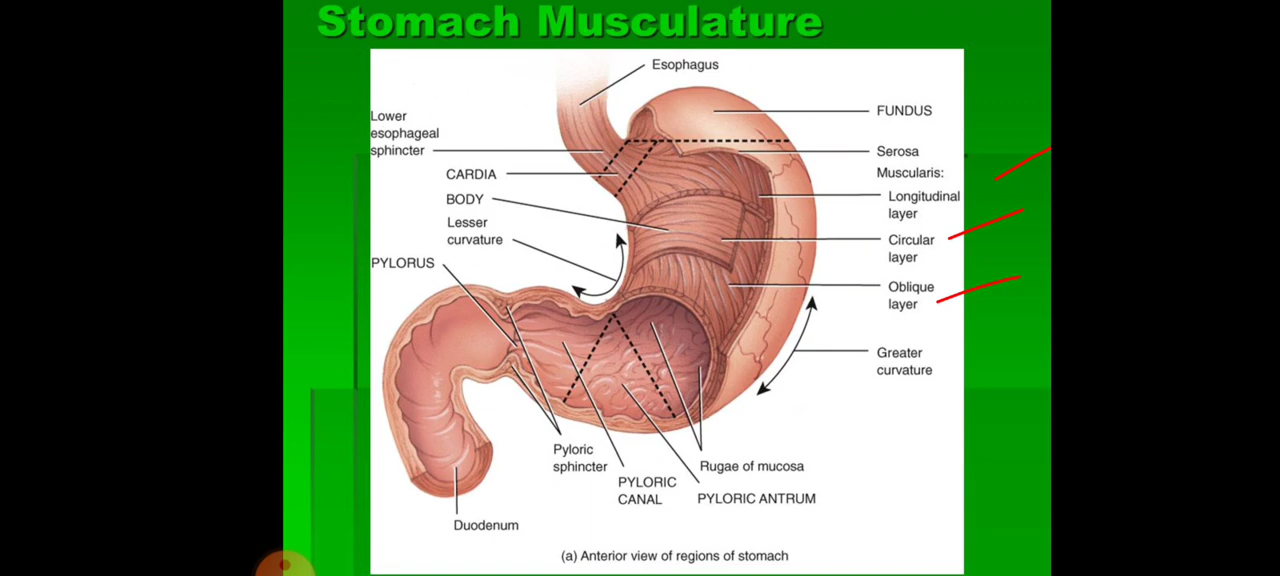 Stomach Musculature
Esophagus
Lower
esophageal
sphincter
FUNDUS
Serosa
Muscularis:
CARDIA
Longitudinal
layer
BODY
Lesser
curvature
Circular
layer
PYLORUS
Oblique
layer
Greater
curvature
Pyloric
sphincter
Rugae of mucosa
PYLORIC
CANAL
PYLORIC ANTRUM
Duodenum
(a) Anterior view of regions of stomach